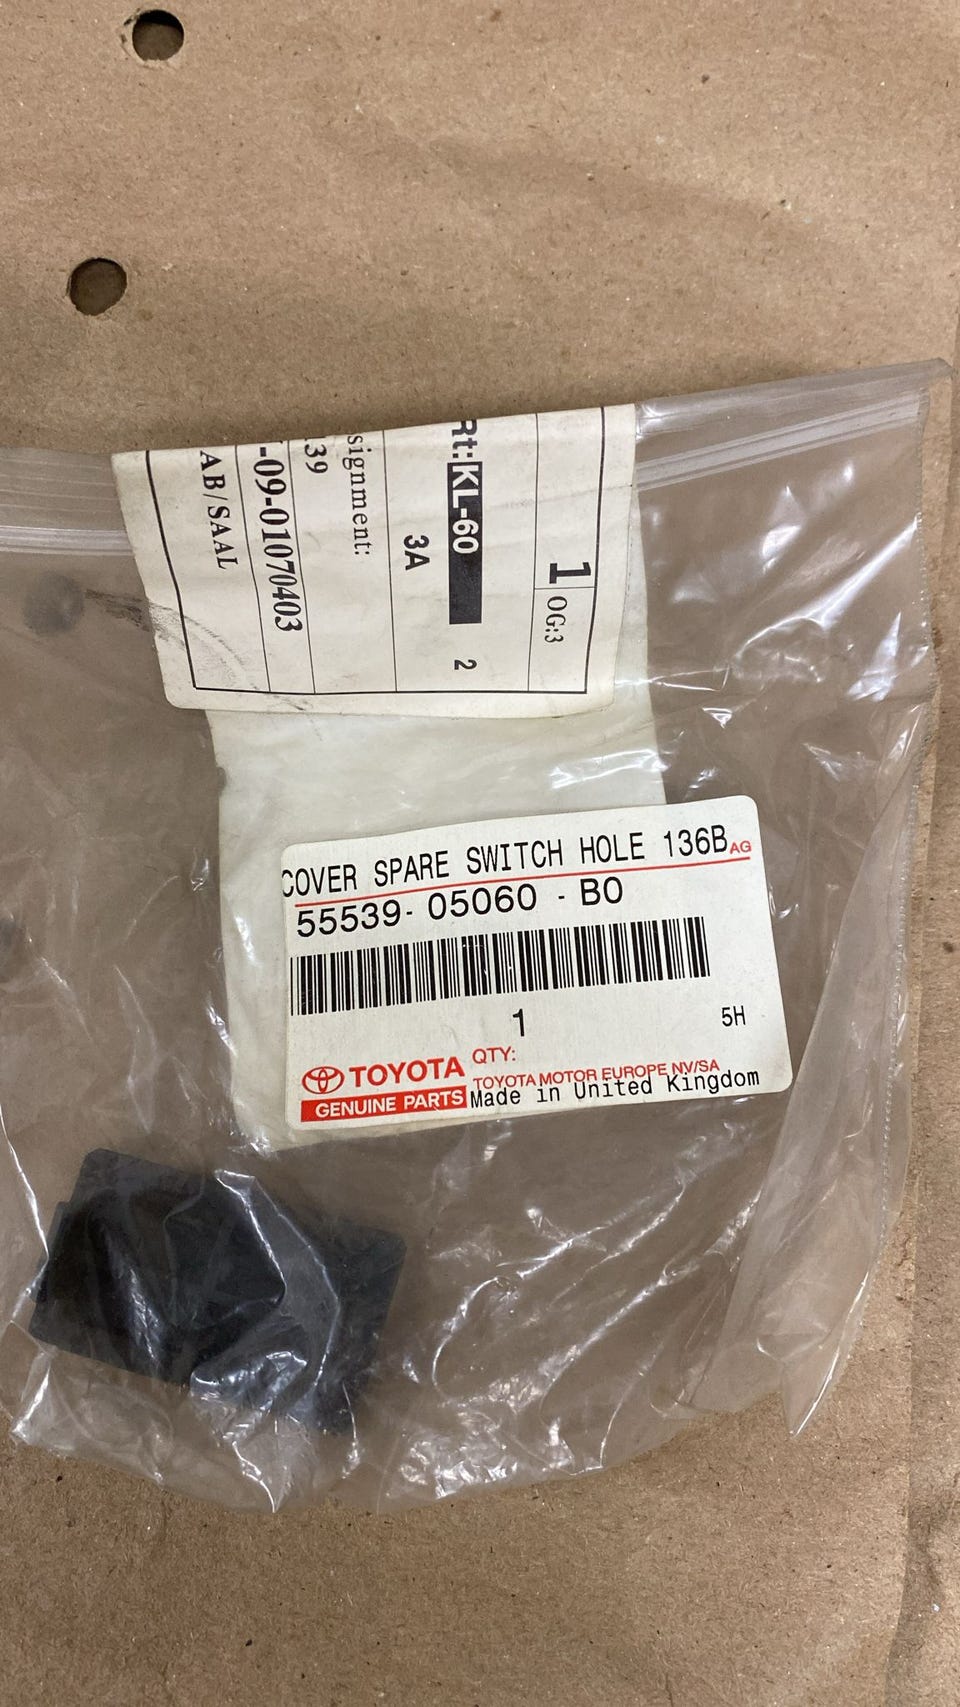 1 OG:3
Rt: KL-60 2
3A
signment:
39
-09-01070403
AB/SAAL
COVER SPARE SWITCH HOLE 136B AG
55539-05060-B0
1 5H
QTY:
TOYOTA TOYOTA MOTOR EUROPE NV/SA
GENUINE PARTS Made in United Kingdom